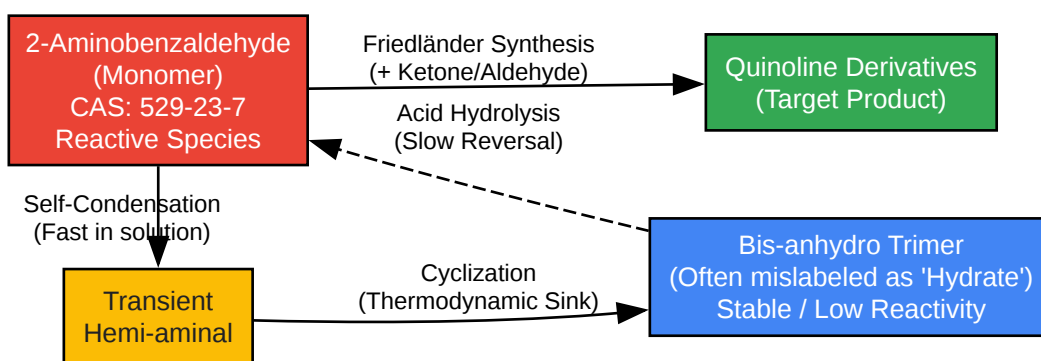 2-Aminobenzaldehyde
(Monomer)
CAS: 529-23-7
Reactive Species
Friedländer Synthesis
(+ Ketone/Aldehyde)
Quinoline Derivatives
(Target Product)
Acid Hydrolysis
(Slow Reversal)
Self-Condensation
(Fast in solution)
Transient
Hemi-aminal
Cyclization
(Thermodynamic Sink)
Bis-anhydro Trimer
(Often mislabeled as 'Hydrate')
Stable / Low Reactivity